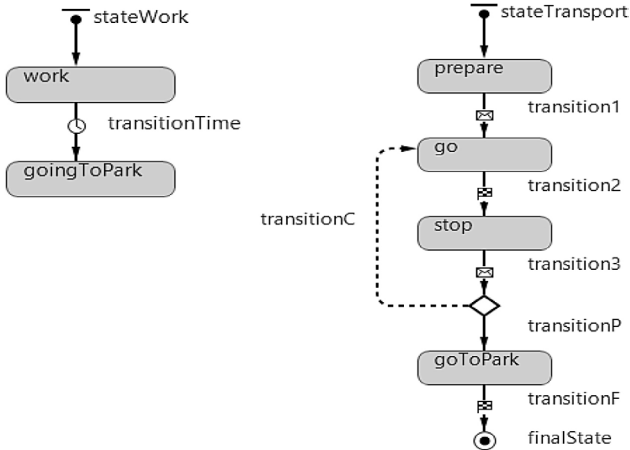 stateWork
work
transitionTime
goingToPark
stateTransport
prepare
transition1
go
transition2
transitionC
stop
transition3
transitionP
goToPark
transitionF
finalState